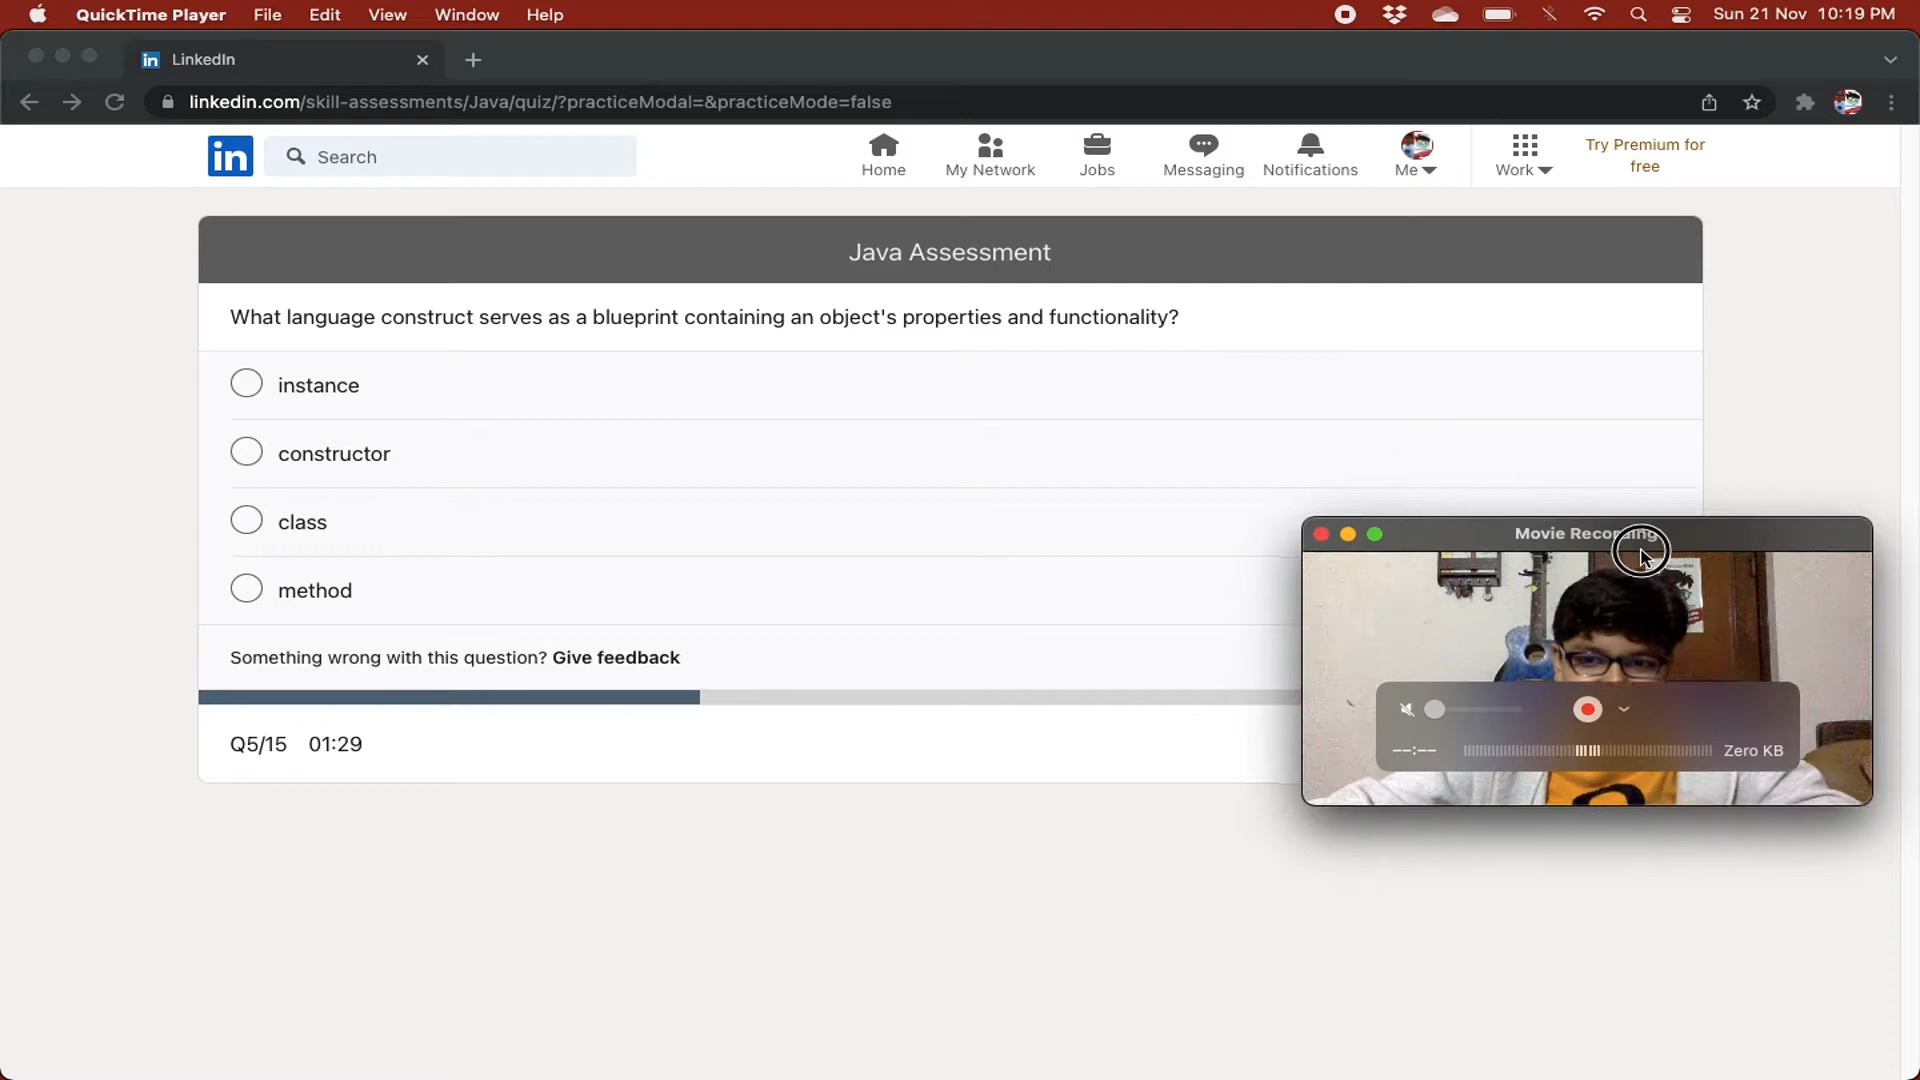 QuickTime Player File Edit View Window Help Sun 21 Nov 10:19 PM
in LinkedIn
linkedin.com/skill-assessments/Java/quiz/?practiceModal=&practiceMode=false
in Search Home My Network Jobs Messaging Notifications Me Work Try Premium for free
Java Assessment
What language construct serves as a blueprint containing an object's properties and functionality?
instance
constructor
class
method
Something wrong with this question? Give feedback
Q5/15 01:29
Movie Recording
--:-- Zero KB